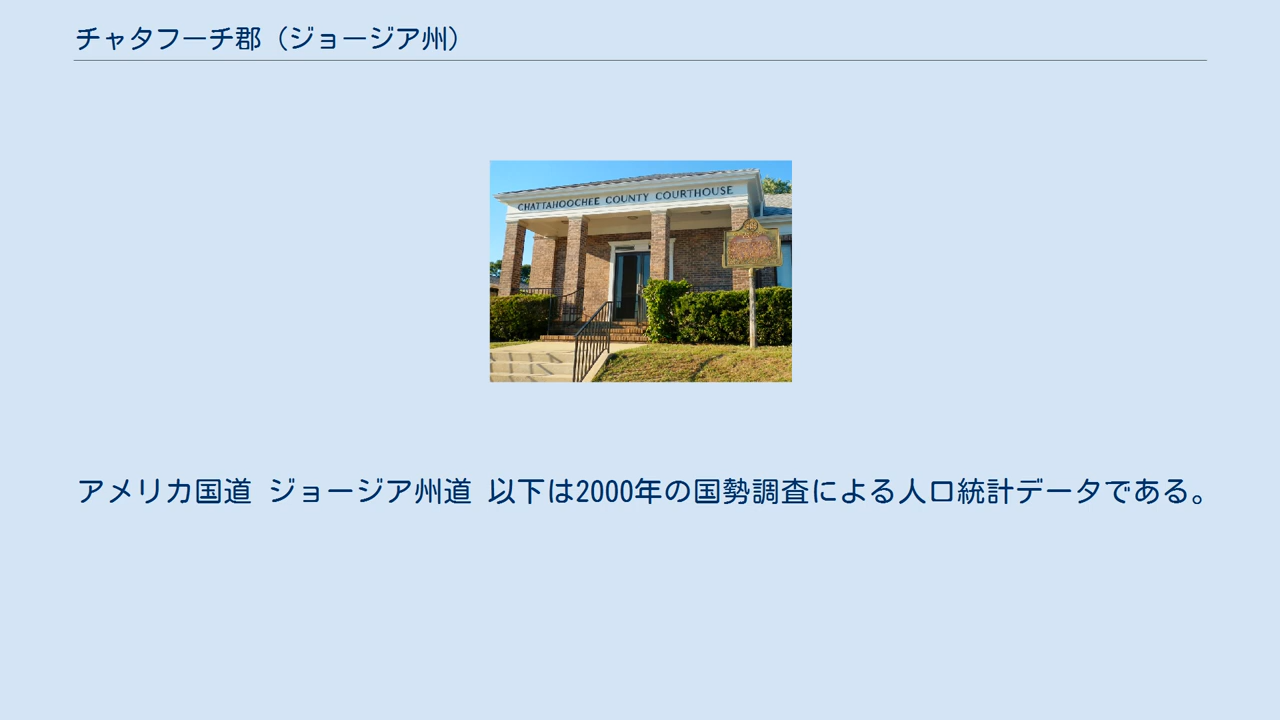 チャタフーチ郡（ジョージア州）
CHATTAHOOCHEE COUNTY COURTHOUSE
アメリカ国道 ジョージア州道 以下は2000年の国勢調査による人口統計データである。